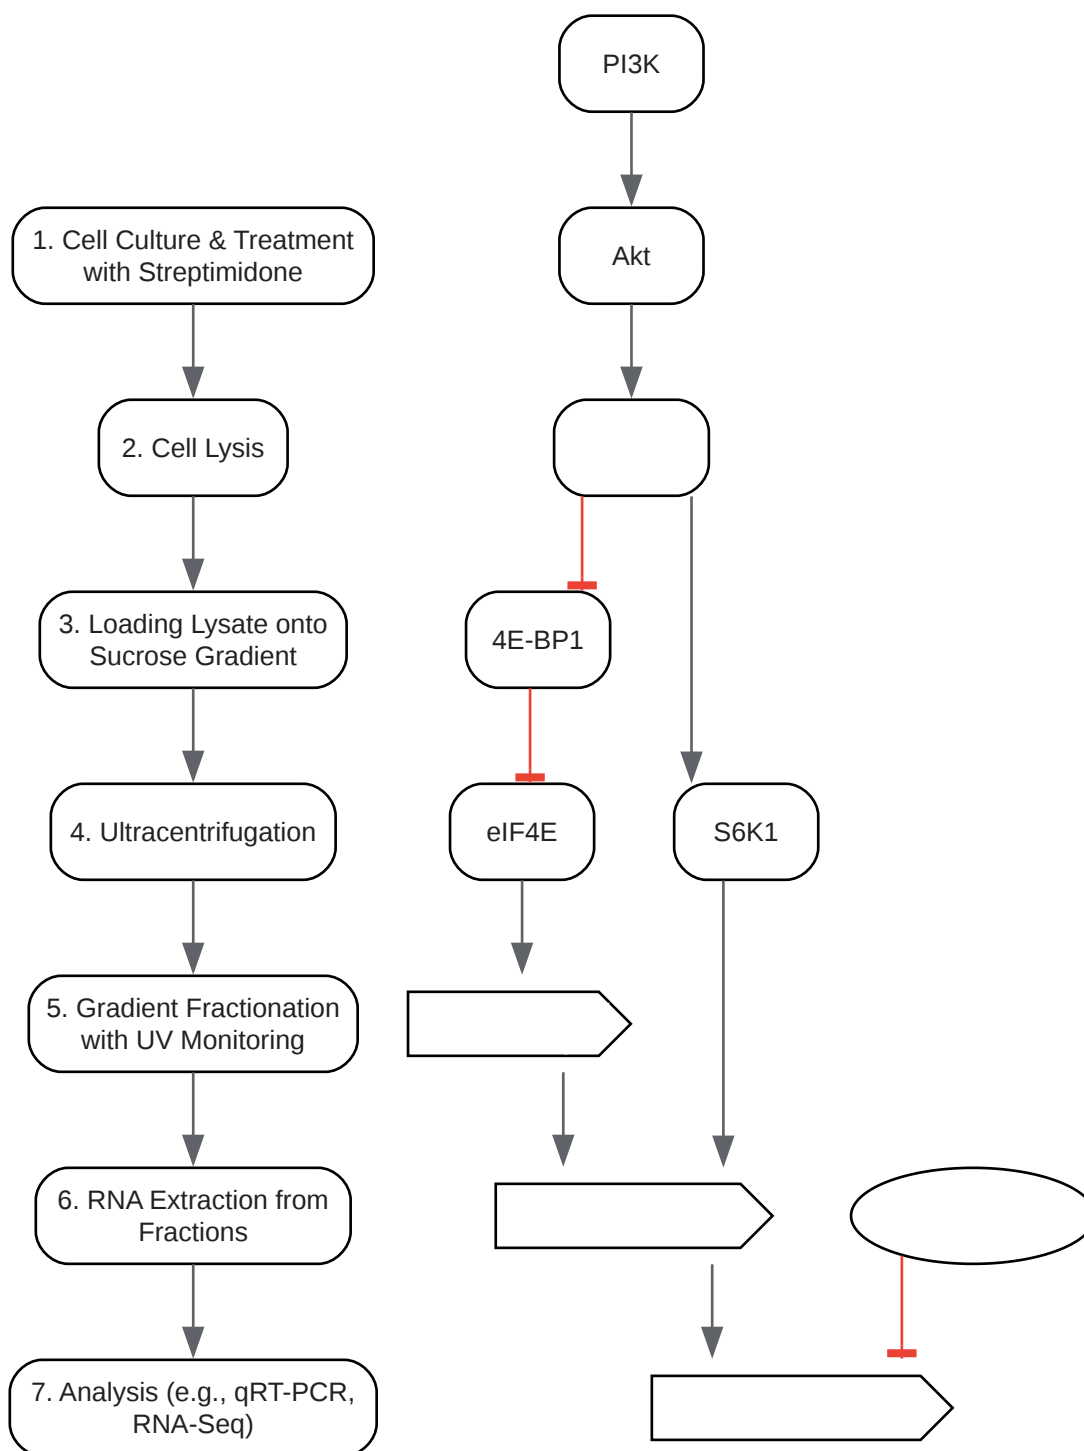 PI3K
1. Cell Culture & Treatment
with Streptimidone
Akt
2. Cell Lysis
3. Loading Lysate onto
Sucrose Gradient
4E-BP1
4. Ultracentrifugation
eIF4E
S6K1
5. Gradient Fractionation
with UV Monitoring
6. RNA Extraction from
Fractions
7. Analysis (e.g., qRT-PCR,
RNA-Seq)